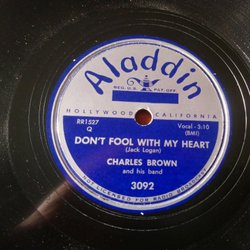 Aladdin
REG. U.S. PAT. OFF.
HOLLYWOOD CALIFORNIA
RR1527
Q
Vocal - 3:10
(BMI)
DON'T FOOL WITH MY HEART
(Jack Logan)
CHARLES BROWN
and his band
3092
NOT LICENSED FOR RADIO BROADCAST